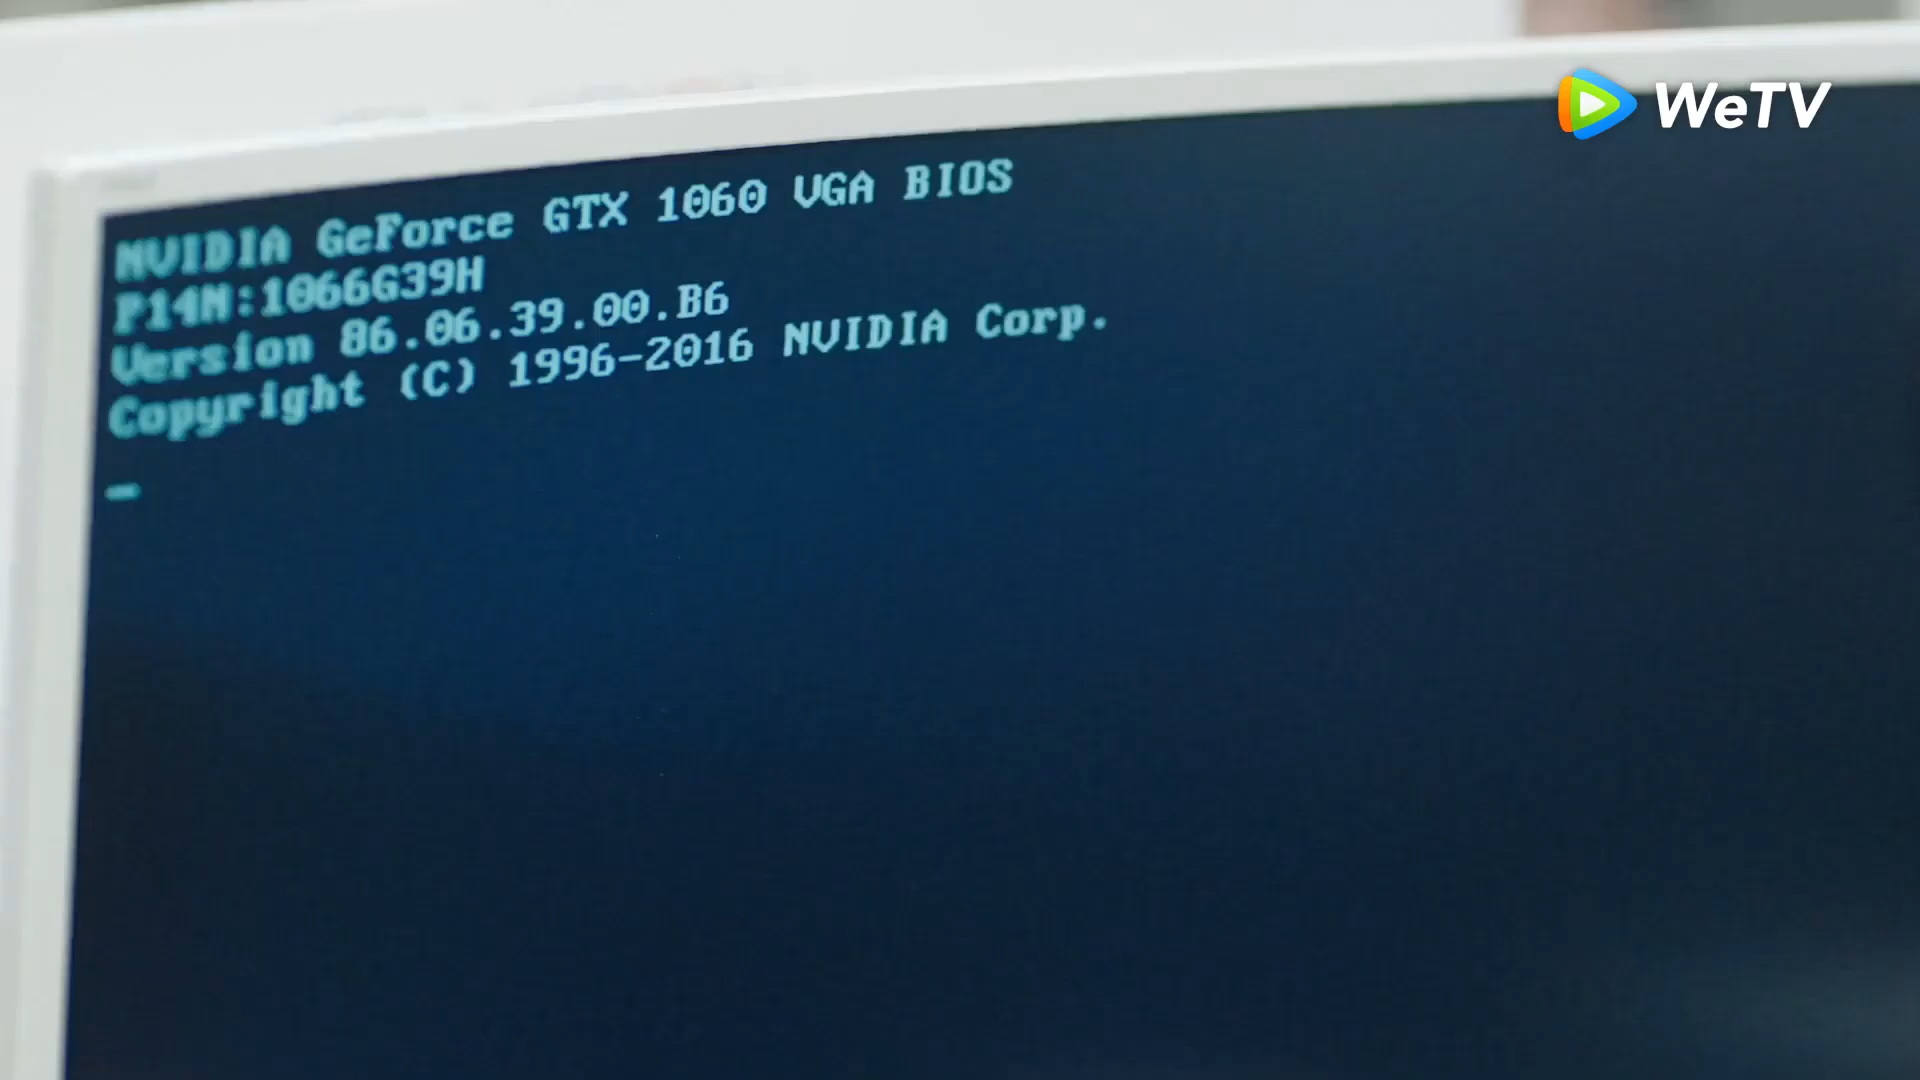 WeTV
NVIDIA GeForce GTX 1060 VGA BIOS
P14N:1066G39H
Version 86.06.39.00.B6
Copyright (C) 1996-2016 NVIDIA Corp.